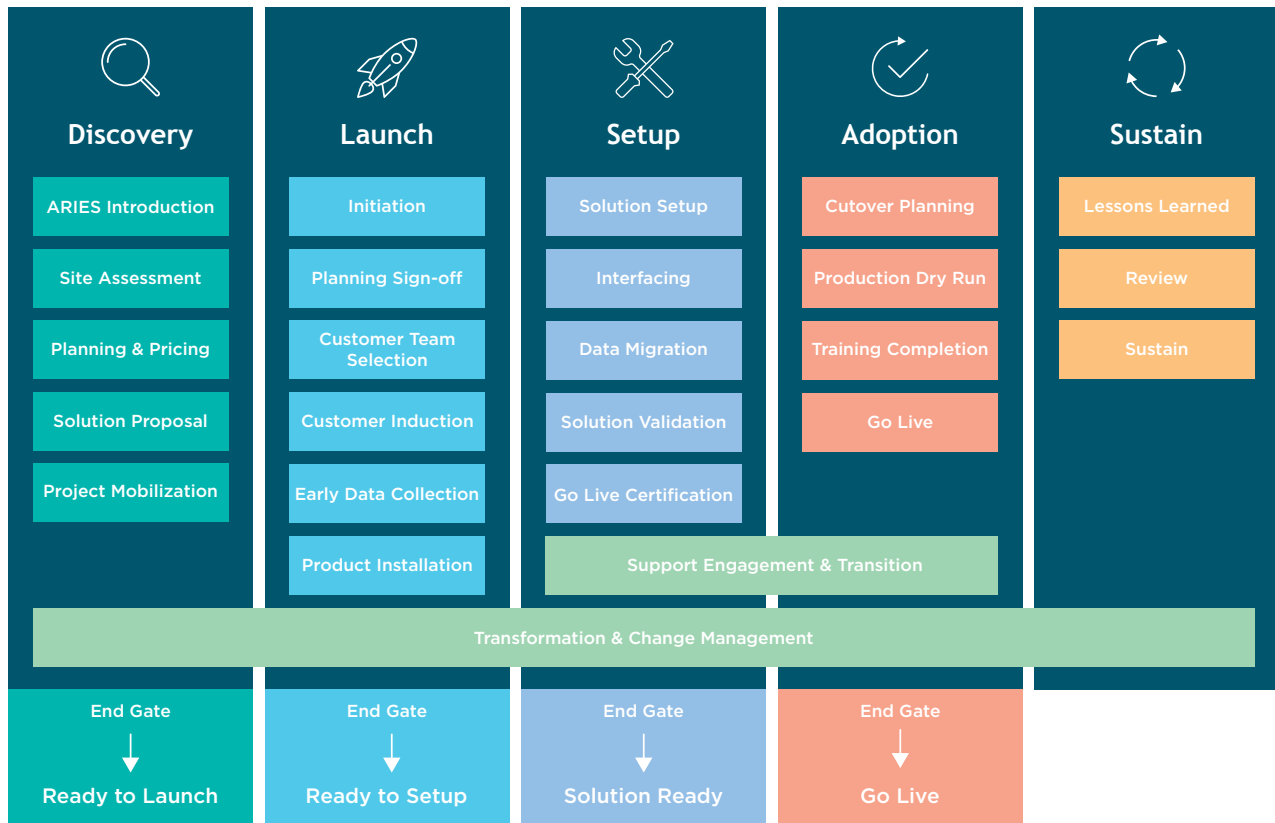 Discovery
ARIES Introduction
Site Assessment
Planning & Pricing
Solution Proposal
Project Mobilization
Launch
Initiation
Planning Sign-off
Customer Team
Selection
Customer Induction
Early Data Collection
Product Installation
Setup
Solution Setup
Interfacing
Data Migration
Solution Validation
Go Live Certification
Adoption
Cutover Planning
Production Dry Run
Training Completion
Go Live
Sustain
Lessons Learned
Review
Sustain
Support Engagement & Transition
Transformation & Change Management
End Gate
Ready to Launch
End Gate
Ready to Setup
End Gate
Solution Ready
End Gate
Go Live